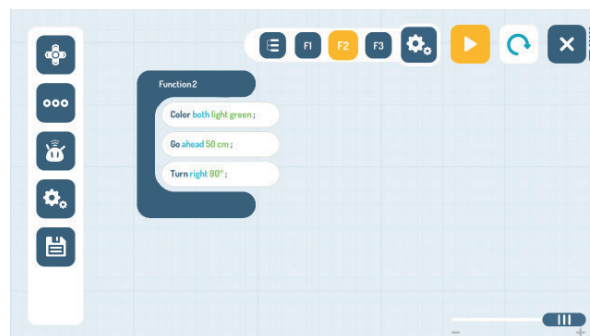 F1
F2
F3
Function2
Color both light green;
Go ahead 50 cm;
Turn right 90°;